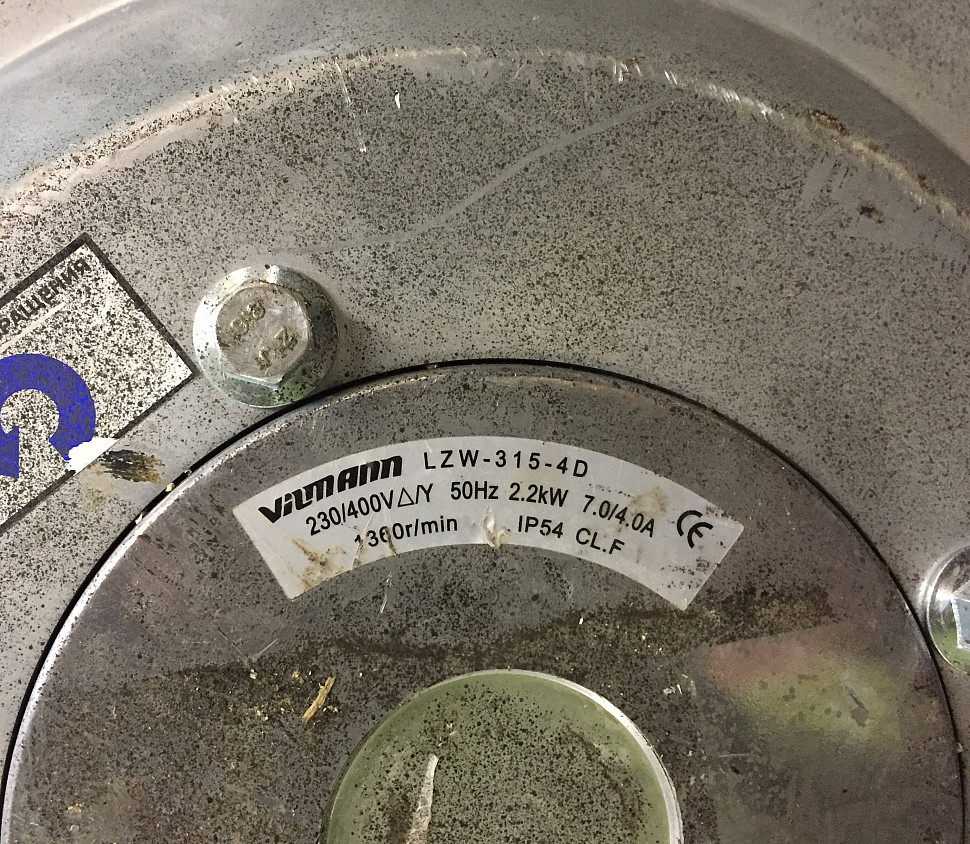 ViLMANN LZW-315-4D
230/400V△/Y 50Hz 2.2kW 7.0/4.0A CE
1360r/min IP54 CL.F